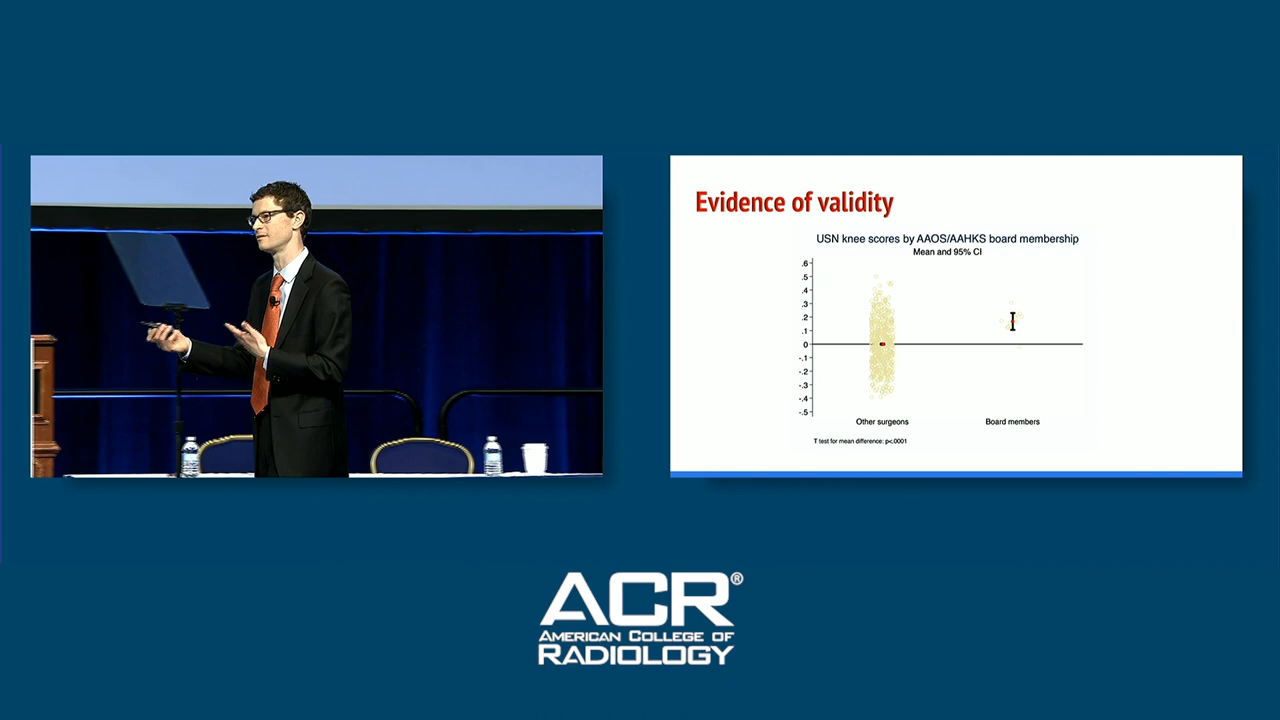 Evidence of validity
USN knee scores by AAOS/AAHKS board membership
Mean and 95% CI
.6
.5
.4
.3
.2
.1
0
-.1
-.2
-.3
-.4
-.5
Other surgeons
Board members
T test for mean difference: p<.0001
ACR®
AMERICAN COLLEGE OF
RADIOLOGY